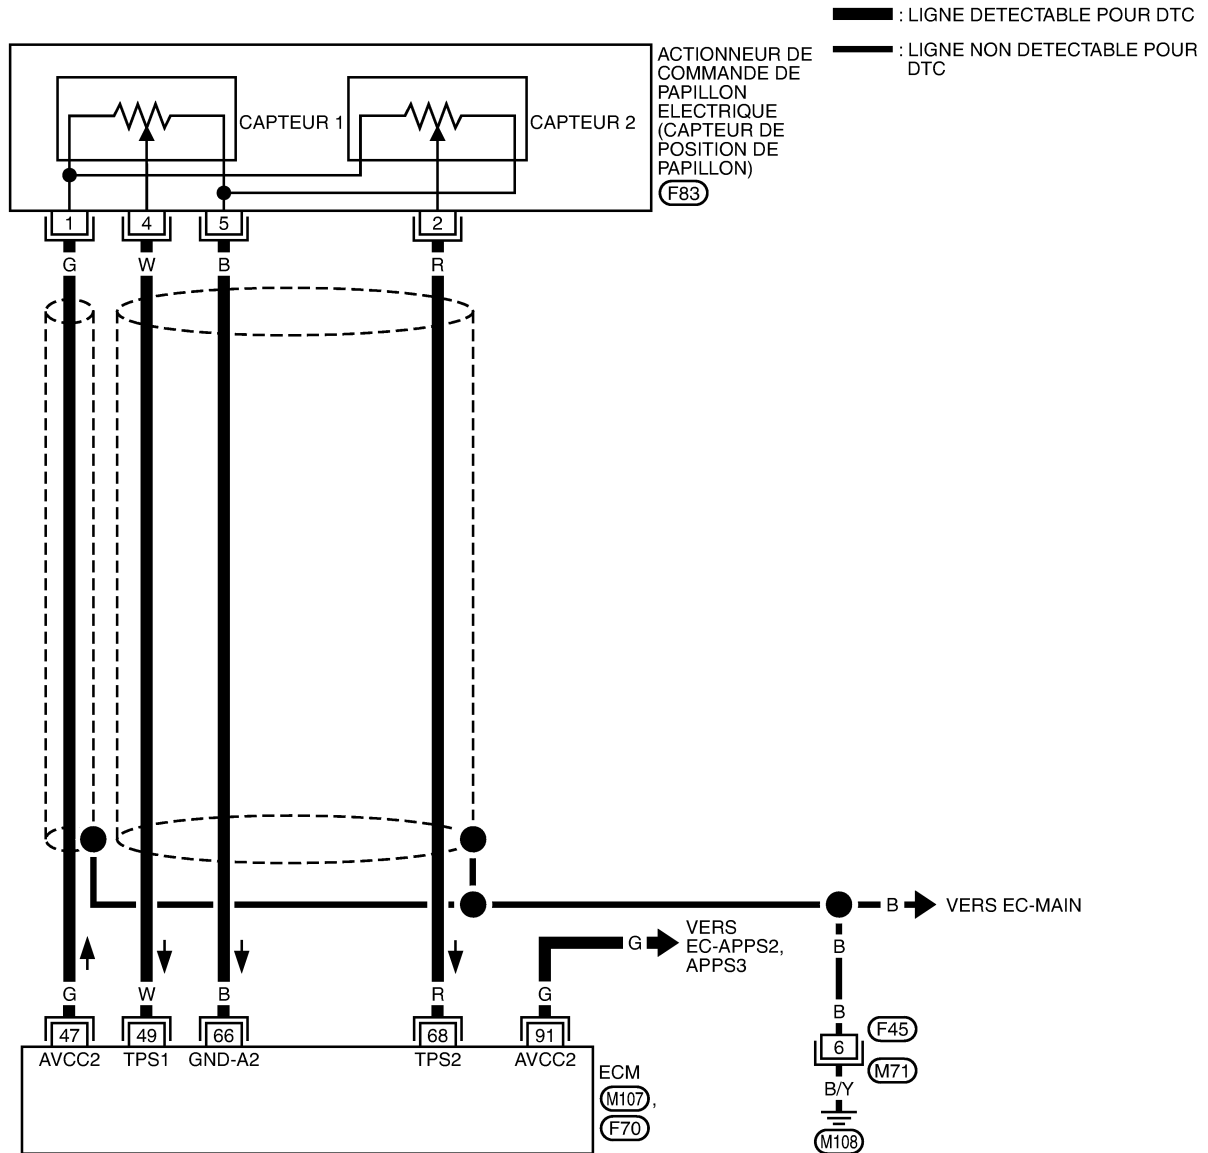 : LIGNE DETECTABLE POUR DTC
: LIGNE NON DETECTABLE POUR
DTC
ACTIONNEUR DE
COMMANDE DE
PAPILLON
ELECTRIQUE
(CAPTEUR DE
POSITION DE
PAPILLON)
F83
CAPTEUR 1
CAPTEUR 2
1 4 5 2
G W B R
B VERS EC-MAIN
VERS
EC-APPS2,
APPS3
G
B
G W B R G
B
47 49 66 68 91
AVCC2 TPS1 GND-A2 TPS2 AVCC2
F45
6
M71
ECM
M107 ,
F70
B/Y
M108